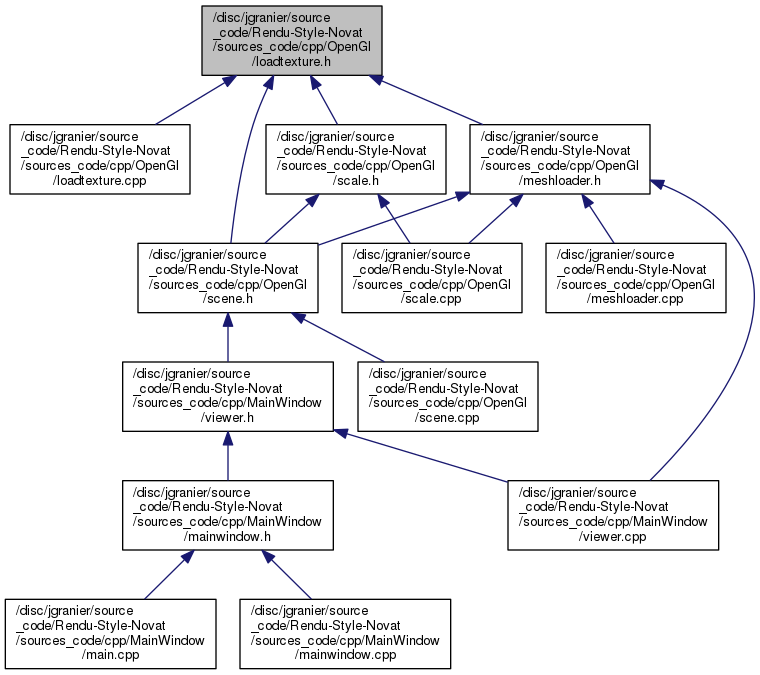 /disc/jgranier/source
_code/Rendu-Style-Novat
/sources_code/cpp/OpenGl
/loadtexture.h
/disc/jgranier/source
_code/Rendu-Style-Novat
/sources_code/cpp/OpenGl
/loadtexture.cpp
/disc/jgranier/source
_code/Rendu-Style-Novat
/sources_code/cpp/OpenGl
/scale.h
/disc/jgranier/source
_code/Rendu-Style-Novat
/sources_code/cpp/OpenGl
/meshloader.h
/disc/jgranier/source
_code/Rendu-Style-Novat
/sources_code/cpp/OpenGl
/scene.h
/disc/jgranier/source
_code/Rendu-Style-Novat
/sources_code/cpp/OpenGl
/scale.cpp
/disc/jgranier/source
_code/Rendu-Style-Novat
/sources_code/cpp/OpenGl
/meshloader.cpp
/disc/jgranier/source
_code/Rendu-Style-Novat
/sources_code/cpp/MainWindow
/viewer.h
/disc/jgranier/source
_code/Rendu-Style-Novat
/sources_code/cpp/OpenGl
/scene.cpp
/disc/jgranier/source
_code/Rendu-Style-Novat
/sources_code/cpp/MainWindow
/mainwindow.h
/disc/jgranier/source
_code/Rendu-Style-Novat
/sources_code/cpp/MainWindow
/viewer.cpp
/disc/jgranier/source
_code/Rendu-Style-Novat
/sources_code/cpp/MainWindow
/main.cpp
/disc/jgranier/source
_code/Rendu-Style-Novat
/sources_code/cpp/MainWindow
/mainwindow.cpp